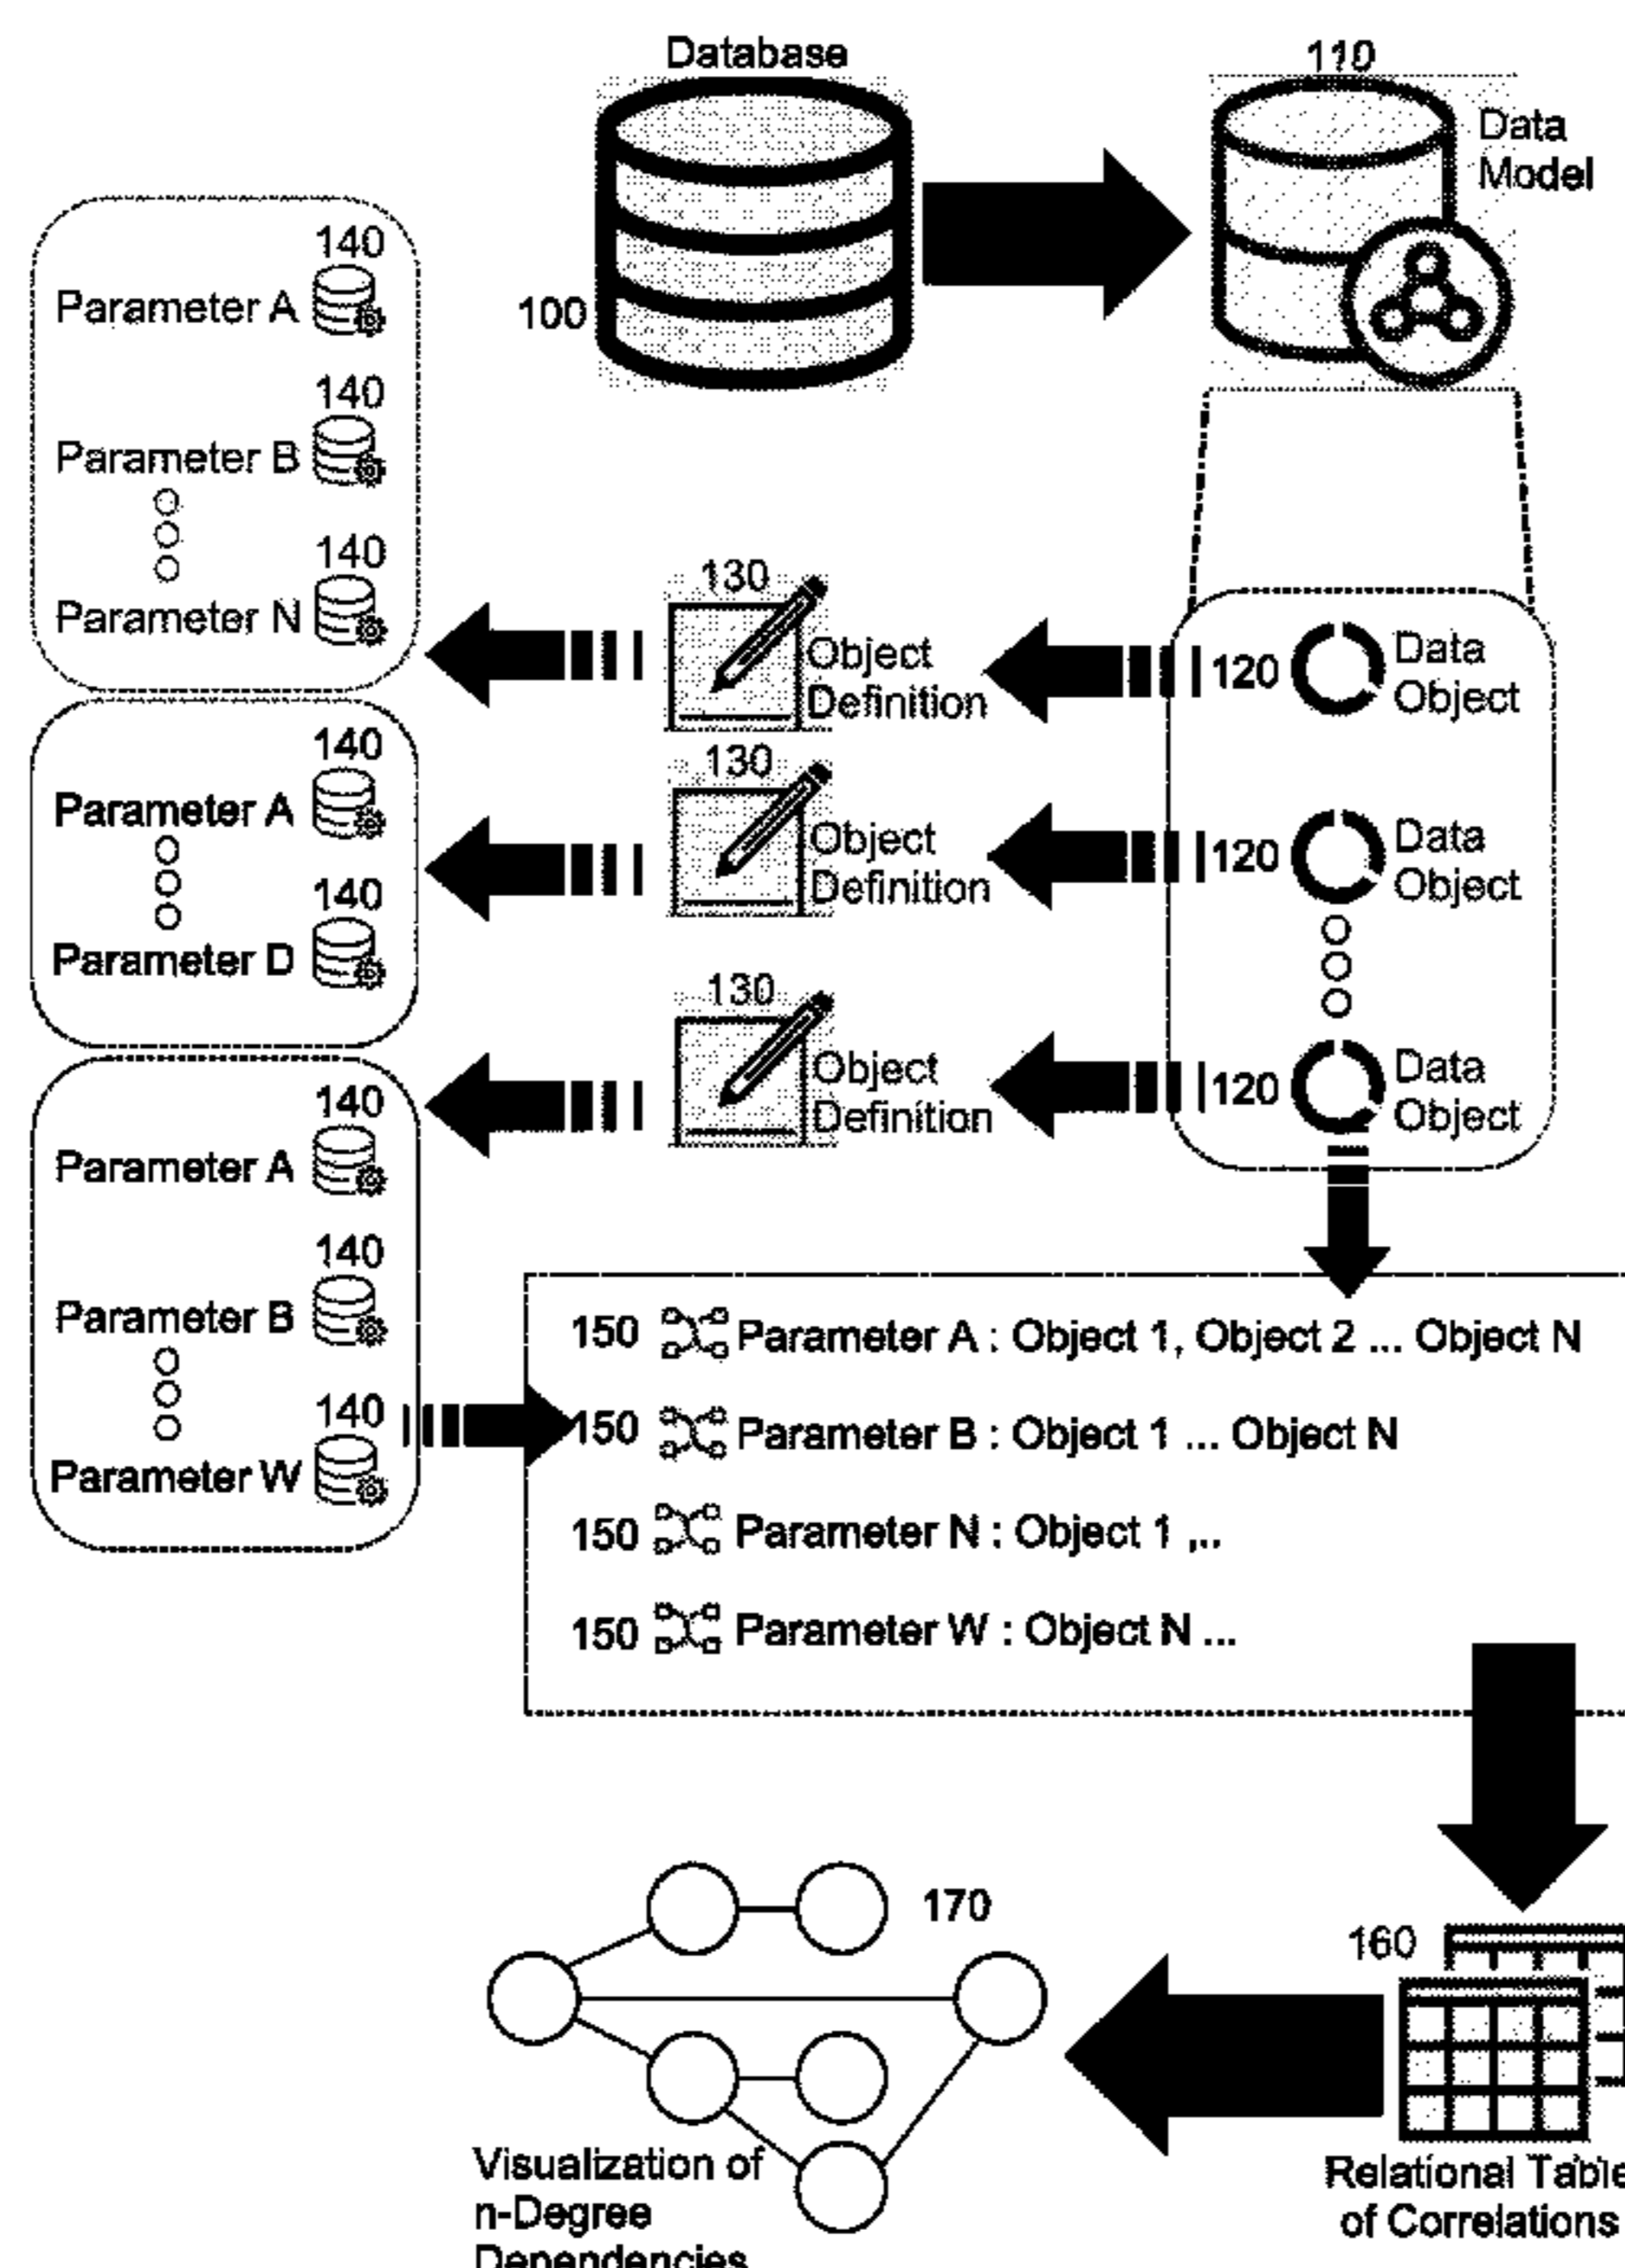 Database
110
Data
Model
100
140
Parameter A
140
Parameter B
140
Parameter N
130
Object
Definition
120
Data
Object
140
Parameter A
140
Parameter D
130
Object
Definition
120
Data
Object
130
Object
Definition
120
Data
Object
140
Parameter A
140
Parameter B
140
Parameter W
150 Parameter A : Object 1, Object 2 ... Object N
150 Parameter B : Object 1 ... Object N
150 Parameter N : Object 1 ,..
150 Parameter W : Object N ...
170
160
Visualization of
n-Degree
Dependencies
Relational Table
of Correlations